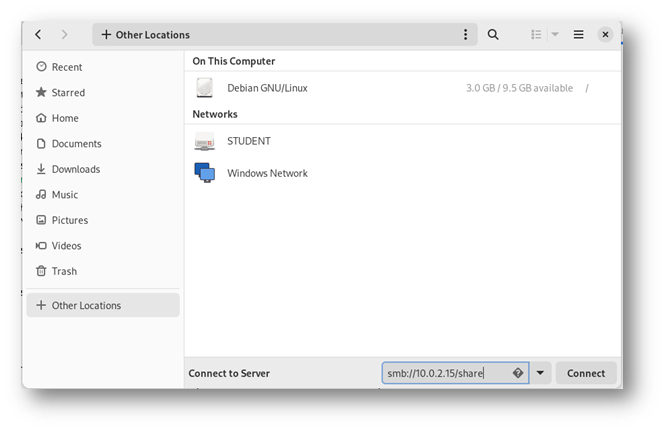 Other Locations
Recent
Starred
Home
Documents
Downloads
Music
Pictures
Videos
Trash
Other Locations
On This Computer
Debian GNU/Linux 3.0 GB / 9.5 GB available /
Networks
STUDENT
Windows Network
Connect to Server smb://10.0.2.15/share Connect